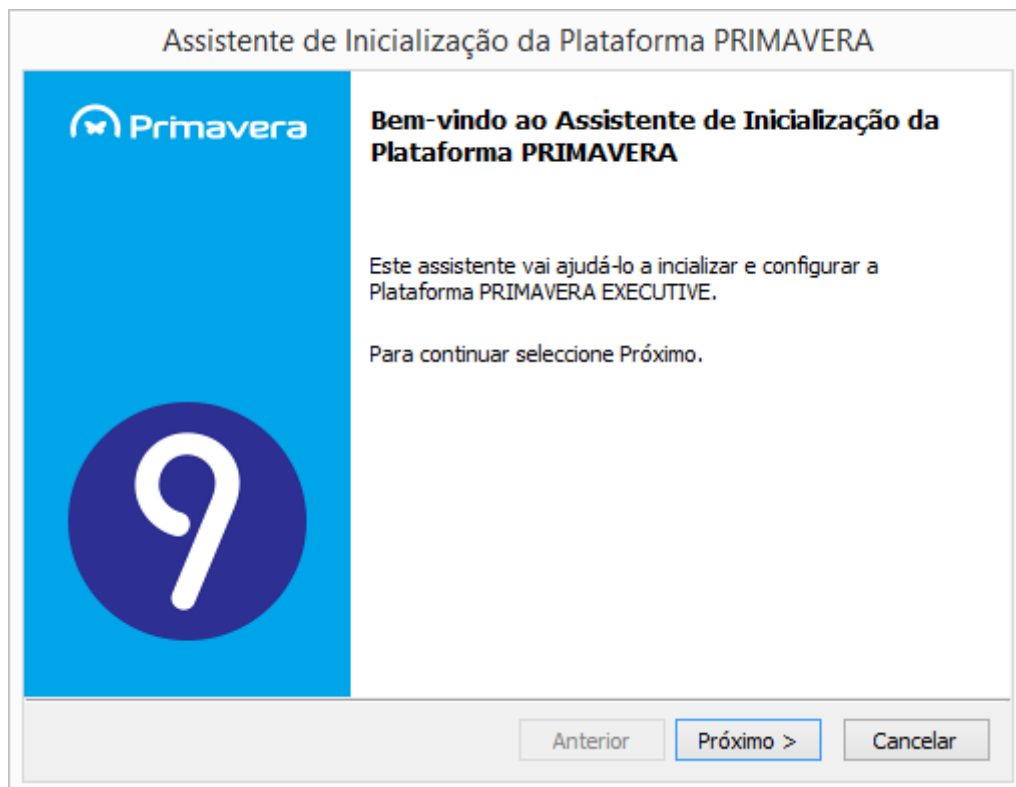 Assistente de Inicialização da Plataforma PRIMAVERA
Primavera
Bem-vindo ao Assistente de Inicialização da
Plataforma PRIMAVERA
Este assistente vai ajudá-lo a incializar e configurar a
Plataforma PRIMAVERA EXECUTIVE.
Para continuar seleccione Próximo.
9
Anterior
Próximo >
Cancelar